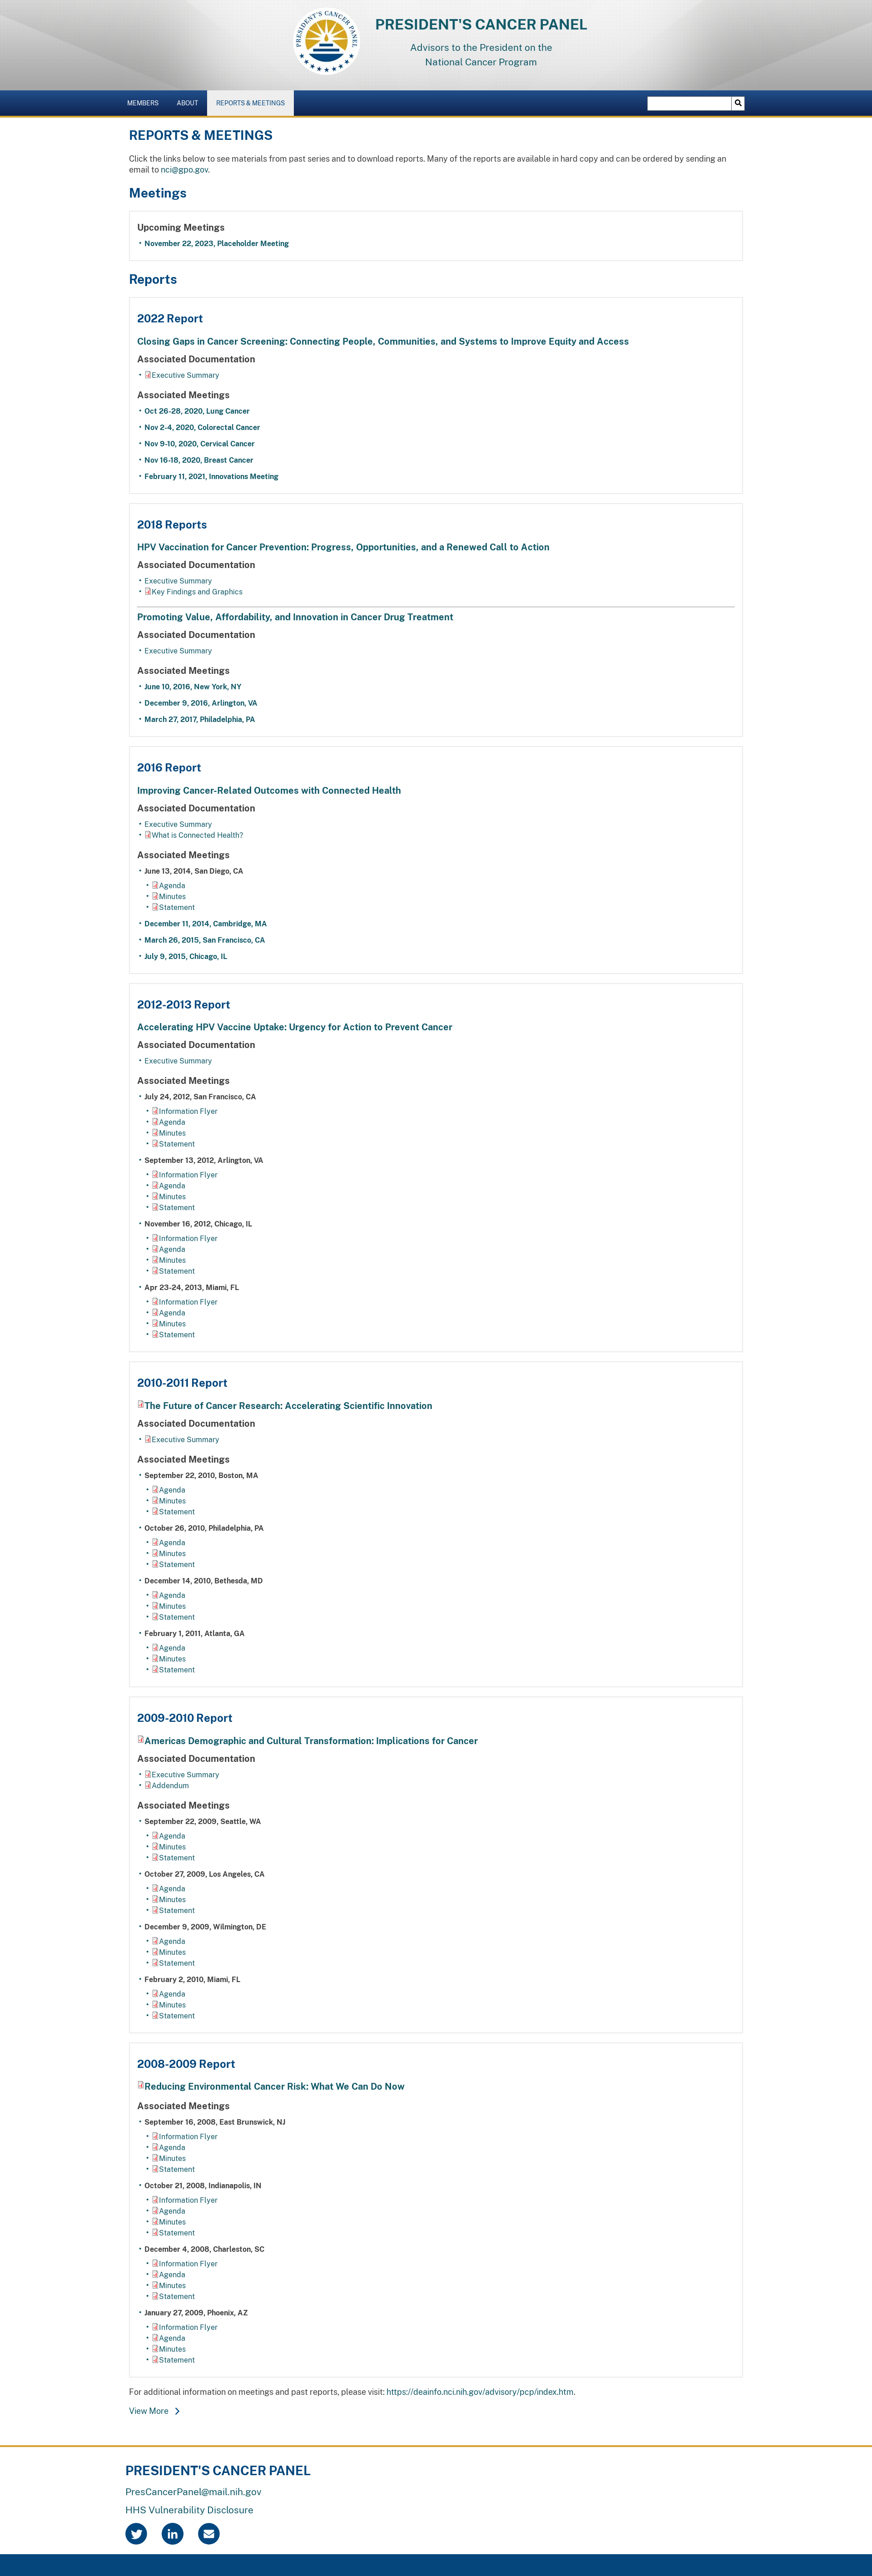 PRESIDENT'S CANCER PANEL
PRESIDENT'S CANCER PANEL
Advisors to the President on the
National Cancer Program
MEMBERS
ABOUT
REPORTS & MEETINGS
REPORTS & MEETINGS
Click the links below to see materials from past series and to download reports. Many of the reports are available in hard copy and can be ordered by sending an
email to nci@gpo.gov.
Meetings
Upcoming Meetings
November 22, 2023, Placeholder Meeting
Reports
2022 Report
Closing Gaps in Cancer Screening: Connecting People, Communities, and Systems to Improve Equity and Access
Associated Documentation
Executive Summary
Associated Meetings
Oct 26-28, 2020, Lung Cancer
Nov 2-4, 2020, Colorectal Cancer
Nov 9-10, 2020, Cervical Cancer
Nov 16-18, 2020, Breast Cancer
February 11, 2021, Innovations Meeting
2018 Reports
HPV Vaccination for Cancer Prevention: Progress, Opportunities, and a Renewed Call to Action
Associated Documentation
Executive Summary
Key Findings and Graphics
Promoting Value, Affordability, and Innovation in Cancer Drug Treatment
Associated Documentation
Executive Summary
Associated Meetings
June 10, 2016, New York, NY
December 9, 2016, Arlington, VA
March 27, 2017, Philadelphia, PA
2016 Report
Improving Cancer-Related Outcomes with Connected Health
Associated Documentation
Executive Summary
What is Connected Health?
Associated Meetings
June 13, 2014, San Diego, CA
Agenda
Minutes
Statement
December 11, 2014, Cambridge, MA
March 26, 2015, San Francisco, CA
July 9, 2015, Chicago, IL
2012-2013 Report
Accelerating HPV Vaccine Uptake: Urgency for Action to Prevent Cancer
Associated Documentation
Executive Summary
Associated Meetings
July 24, 2012, San Francisco, CA
Information Flyer
Agenda
Minutes
Statement
September 13, 2012, Arlington, VA
Information Flyer
Agenda
Minutes
Statement
November 16, 2012, Chicago, IL
Information Flyer
Agenda
Minutes
Statement
Apr 23-24, 2013, Miami, FL
Information Flyer
Agenda
Minutes
Statement
2010-2011 Report
The Future of Cancer Research: Accelerating Scientific Innovation
Associated Documentation
Executive Summary
Associated Meetings
September 22, 2010, Boston, MA
Agenda
Minutes
Statement
October 26, 2010, Philadelphia, PA
Agenda
Minutes
Statement
December 14, 2010, Bethesda, MD
Agenda
Minutes
Statement
February 1, 2011, Atlanta, GA
Agenda
Minutes
Statement
2009-2010 Report
Americas Demographic and Cultural Transformation: Implications for Cancer
Associated Documentation
Executive Summary
Addendum
Associated Meetings
September 22, 2009, Seattle, WA
Agenda
Minutes
Statement
October 27, 2009, Los Angeles, CA
Agenda
Minutes
Statement
December 9, 2009, Wilmington, DE
Agenda
Minutes
Statement
February 2, 2010, Miami, FL
Agenda
Minutes
Statement
2008-2009 Report
Reducing Environmental Cancer Risk: What We Can Do Now
Associated Meetings
September 16, 2008, East Brunswick, NJ
Information Flyer
Agenda
Minutes
Statement
October 21, 2008, Indianapolis, IN
Information Flyer
Agenda
Minutes
Statement
December 4, 2008, Charleston, SC
Information Flyer
Agenda
Minutes
Statement
January 27, 2009, Phoenix, AZ
Information Flyer
Agenda
Minutes
Statement
For additional information on meetings and past reports, please visit: https://deainfo.nci.nih.gov/advisory/pcp/index.htm.
View More
PRESIDENT'S CANCER PANEL
PresCancerPanel@mail.nih.gov
HHS Vulnerability Disclosure